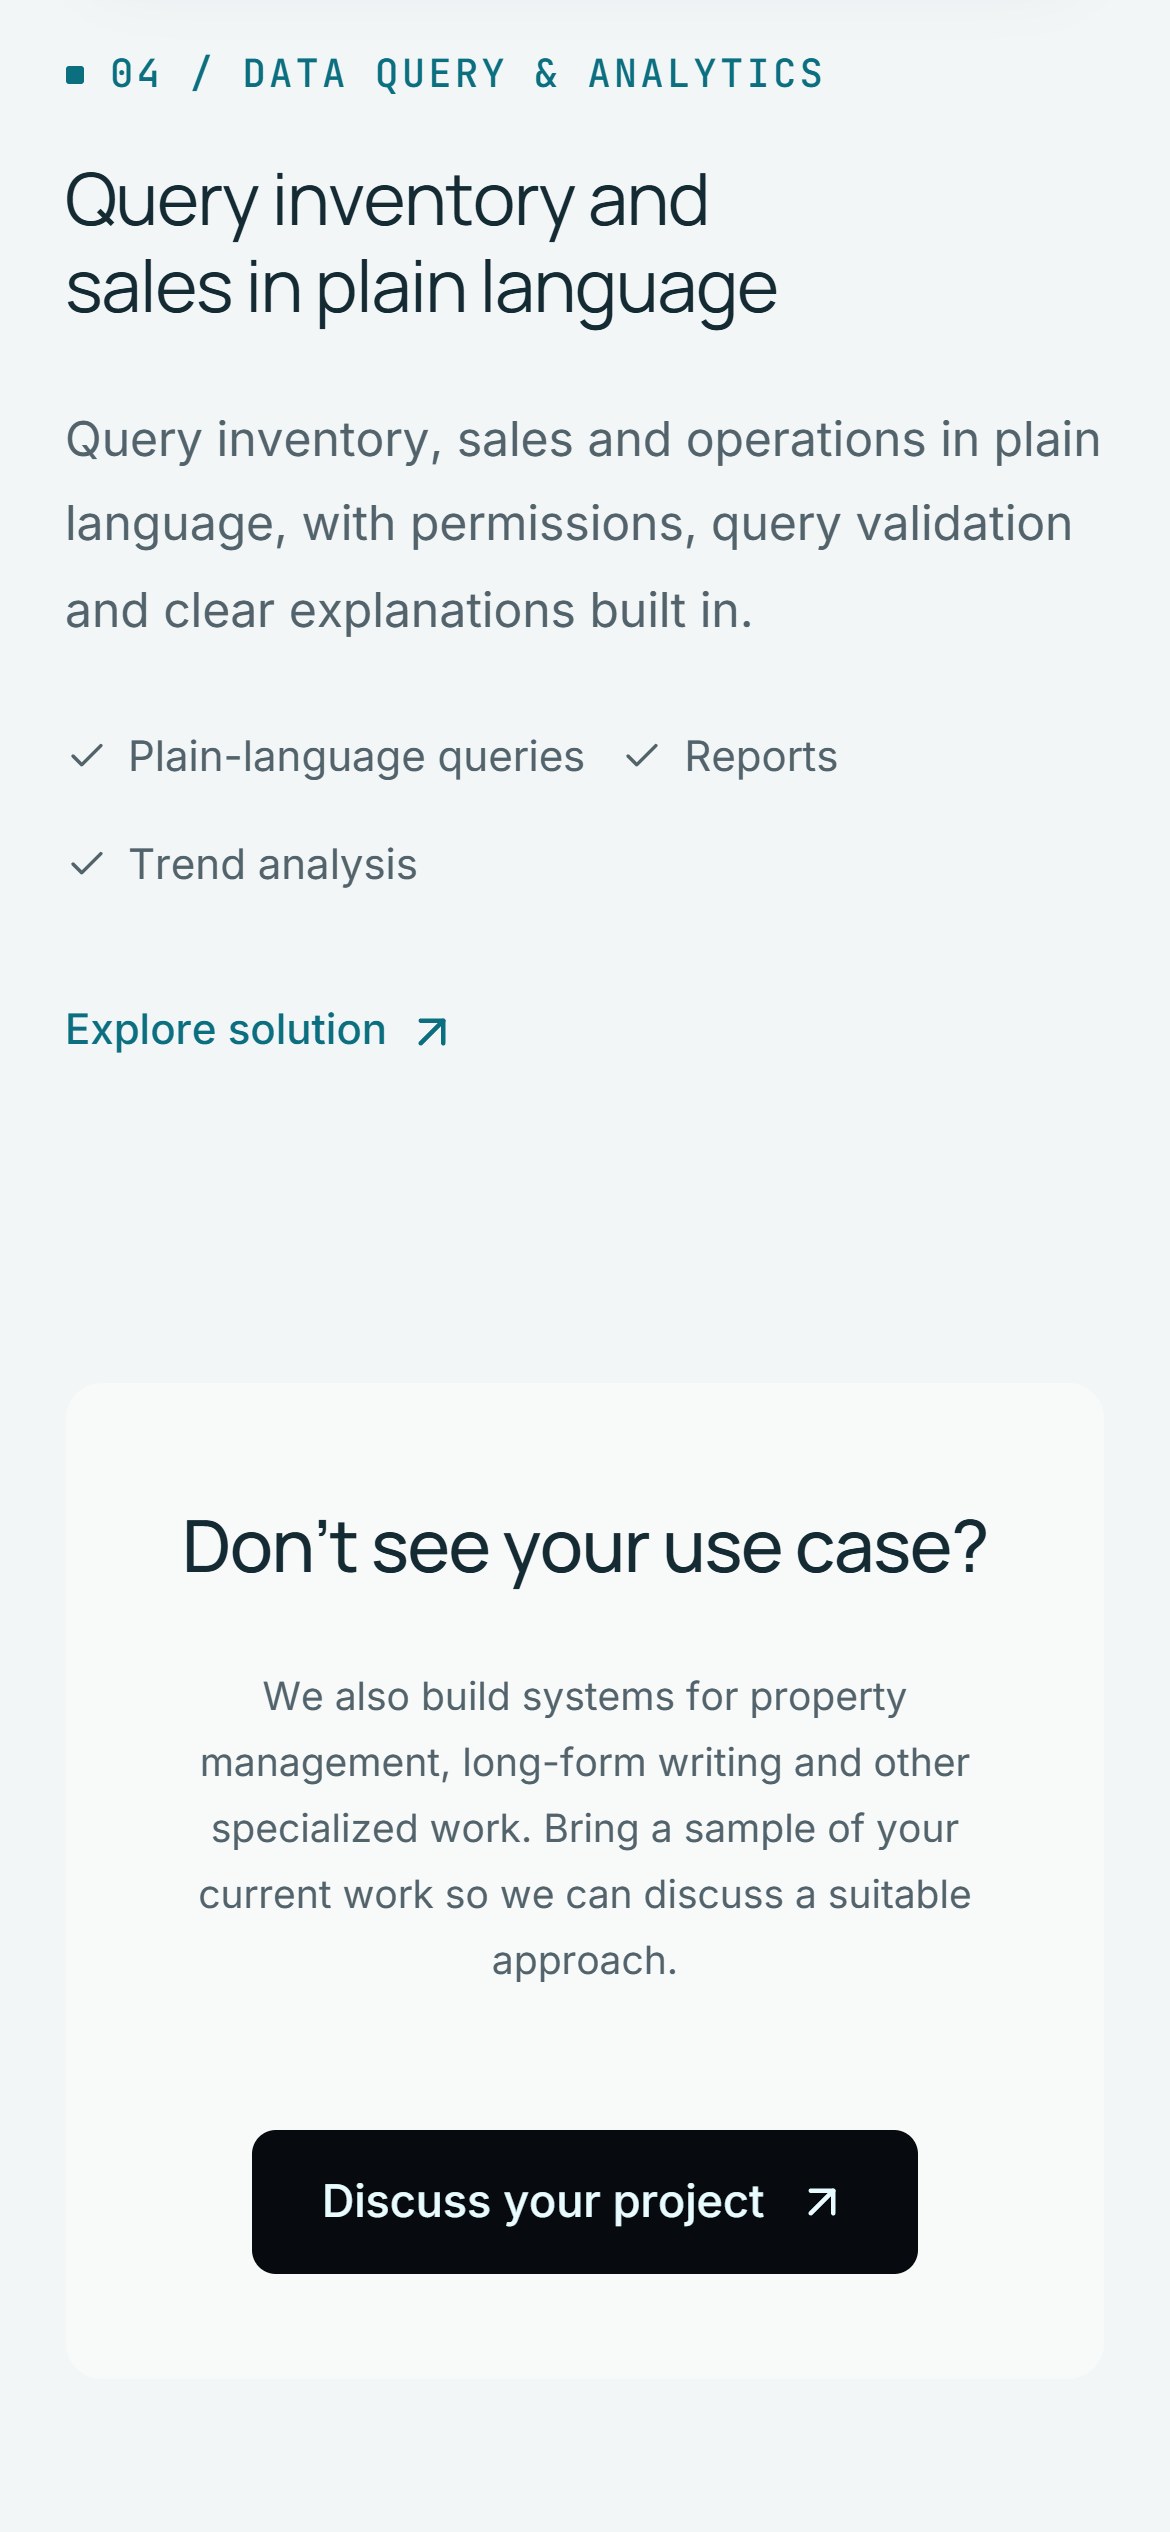 04 / DATA QUERY & ANALYTICS
Query inventory and
sales in plain language
Query inventory, sales and operations in plain
language, with permissions, query validation
and clear explanations built in.
Plain-language queries Reports
Trend analysis
Explore solution
Don’t see your use case?
We also build systems for property
management, long-form writing and other
specialized work. Bring a sample of your
current work so we can discuss a suitable
approach.
Discuss your project